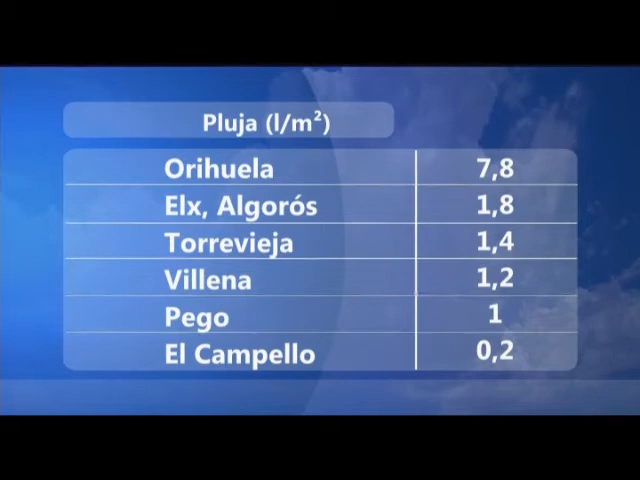 Pluja (l/m²)
Orihuela 7,8
Elx, Algorós 1,8
Torrevieja 1,4
Villena 1,2
Pego 1
El Campello 0,2